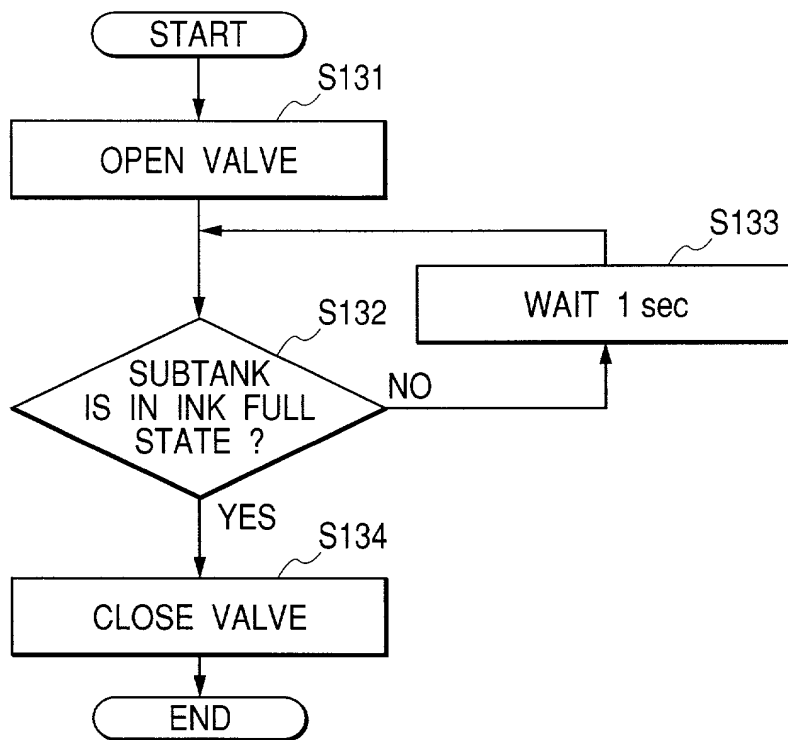 START
S131
OPEN VALVE
S133
WAIT 1 sec
S132
SUBTANK
IS IN INK FULL
STATE ?
NO
YES
S134
CLOSE VALVE
END